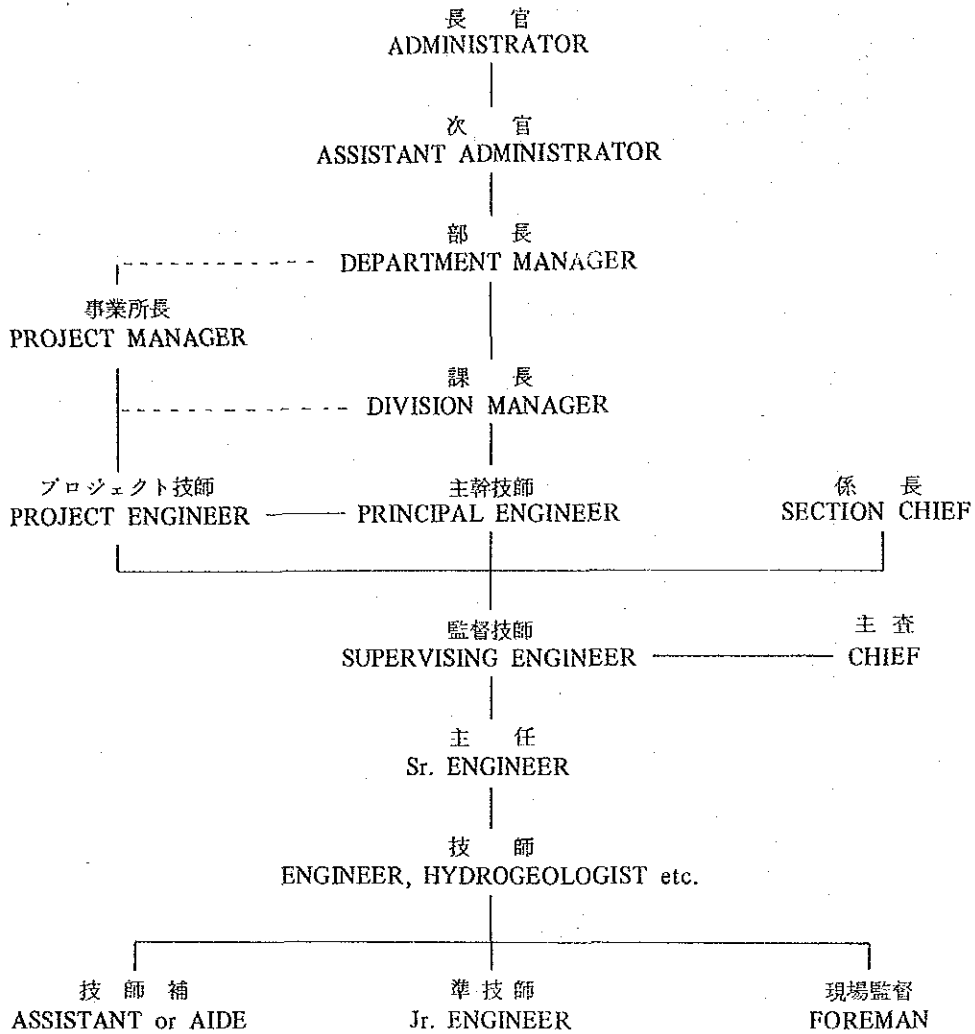 長官
ADMINISTRATOR
次官
ASSISTANT ADMINISTRATOR
部長
DEPARTMENT MANAGER
事業所長
PROJECT MANAGER
課長
DIVISION MANAGER
プロジェクト技師
PROJECT ENGINEER
主幹技師
PRINCIPAL ENGINEER
係長
SECTION CHIEF
監督技師
SUPERVISING ENGINEER
主査
CHIEF
主任
Sr. ENGINEER
技師
ENGINEER, HYDROGEOLOGIST etc.
技師補
ASSISTANT or AIDE
準技師
Jr. ENGINEER
現場監督
FOREMAN